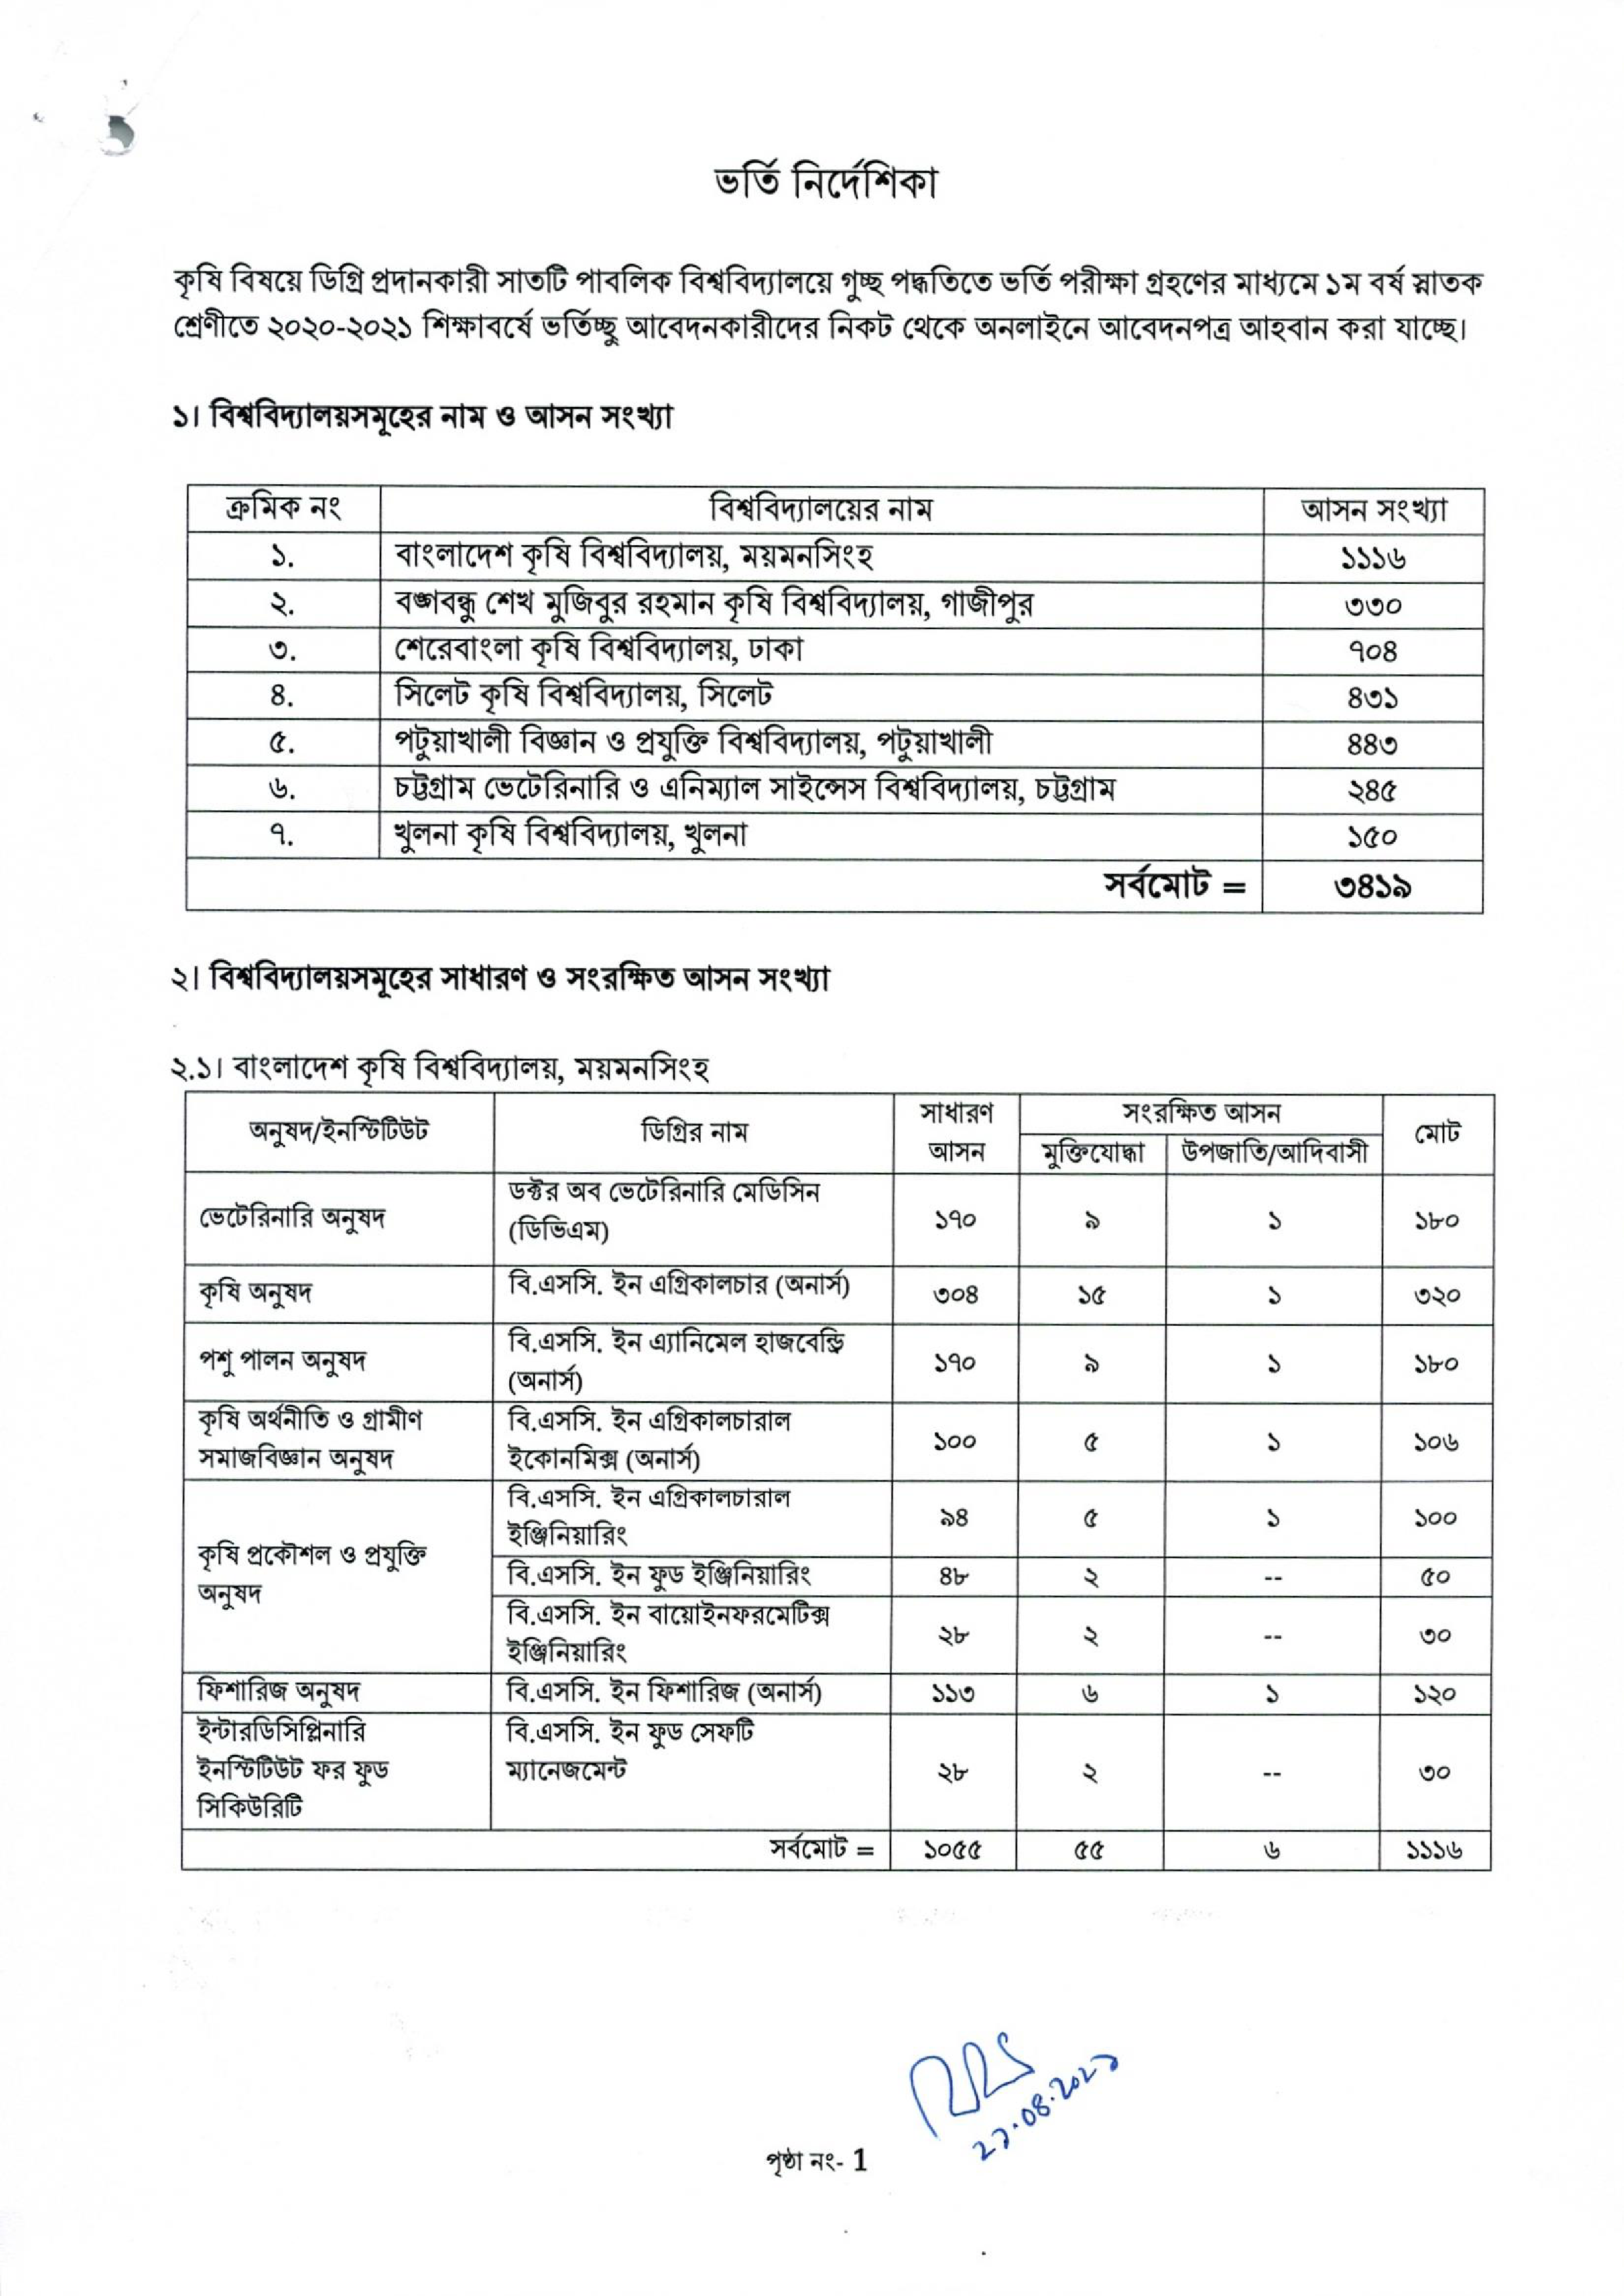 ভর্তি নির্দেশিকা
কৃষি বিষয়ে ডিগ্রি প্রদানকারী সাতটি পাবলিক বিশ্ববিদ্যালয়ে গুচ্ছ পদ্ধতিতে ভর্তি পরীক্ষা গ্রহণের মাধ্যমে ১ম বর্ষ স্নাতক
শ্রেণীতে ২০২০-২০২১ শিক্ষাবর্ষে ভর্তিচ্ছু আবেদনকারীদের নিকট থেকে অনলাইনে আবেদনপত্র আহবান করা যাচ্ছে।
১। বিশ্ববিদ্যালয়সমূহের নাম ও আসন সংখ্যা
ক্রমিক নং বিশ্ববিদ্যালয়ের নাম আসন সংখ্যা
১. বাংলাদেশ কৃষি বিশ্ববিদ্যালয়, ময়মনসিংহ ১১১৬
২. বঙ্গবন্ধু শেখ মুজিবুর রহমান কৃষি বিশ্ববিদ্যালয়, গাজীপুর ৩৩০
৩. শেরেবাংলা কৃষি বিশ্ববিদ্যালয়, ঢাকা ৭০৪
৪. সিলেট কৃষি বিশ্ববিদ্যালয়, সিলেট ৪৩১
৫. পটুয়াখালী বিজ্ঞান ও প্রযুক্তি বিশ্ববিদ্যালয়, পটুয়াখালী ৪৪৩
৬. চট্টগ্রাম ভেটেরিনারি ও এনিম্যাল সাইন্সেস বিশ্ববিদ্যালয়, চট্টগ্রাম ২৪৫
৭. খুলনা কৃষি বিশ্ববিদ্যালয়, খুলনা ১৫০
সর্বমোট = ৩৪১৯
২। বিশ্ববিদ্যালয়সমূহের সাধারণ ও সংরক্ষিত আসন সংখ্যা
২.১। বাংলাদেশ কৃষি বিশ্ববিদ্যালয়, ময়মনসিংহ
অনুষদ/ইনস্টিটিউট ডিগ্রির নাম সাধারণ সংরক্ষিত আসন মোট
আসন মুক্তিযোদ্ধা উপজাতি/আদিবাসী
ভেটেরিনারি অনুষদ ডক্টর অব ভেটেরিনারি মেডিসিন ১৭০ ৯ ১ ১৮০
(ডিভিএম)
কৃষি অনুষদ বি.এসসি. ইন এগ্রিকালচার (অনার্স) ৩০৪ ১৫ ১ ৩২০
পশু পালন অনুষদ বি.এসসি. ইন এ্যানিমেল হাজবেন্ড্রি ১৭০ ৯ ১ ১৮০
(অনার্স)
কৃষি অর্থনীতি ও গ্রামীণ বি.এসসি. ইন এগ্রিকালচারাল ১০০ ৫ ১ ১০৬
সমাজবিজ্ঞান অনুষদ ইকোনমিক্স (অনার্স)
বি.এসসি. ইন এগ্রিকালচারাল ৯৪ ৫ ১ ১০০
ইঞ্জিনিয়ারিং
কৃষি প্রকৌশল ও প্রযুক্তি বি.এসসি. ইন ফুড ইঞ্জিনিয়ারিং ৪৮ ২ -- ৫০
অনুষদ বি.এসসি. ইন বায়োইনফরমেটিক্স ২৮ ২ -- ৩০
ইঞ্জিনিয়ারিং
ফিশারিজ অনুষদ বি.এসসি. ইন ফিশারিজ (অনার্স) ১১৩ ৬ ১ ১২০
ইন্টারডিসিপ্লিনারি বি.এসসি. ইন ফুড সেফটি
ইনস্টিটিউট ফর ফুড ম্যানেজমেন্ট ২৮ ২ -- ৩০
সিকিউরিটি
সর্বমোট = ১০৫৫ ৫৫ ৬ ১১১৬
পৃষ্ঠা নং- 1